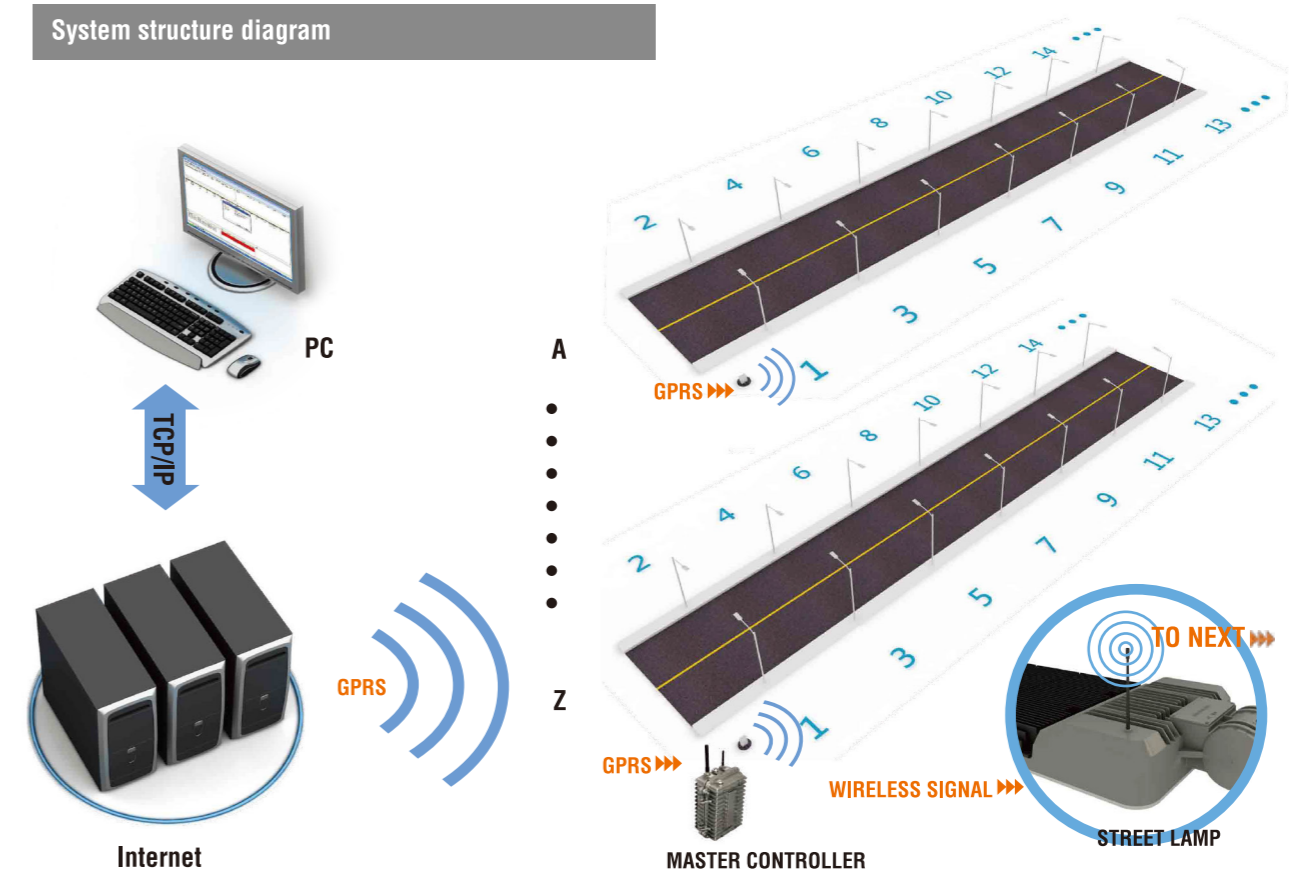 System structure diagram
2
4
6
8
10
12
14
1
3
5
7
9
11
13
PC
A
GPRS
TCP/IP
2
4
6
8
10
12
14
1
3
5
7
9
11
13
GPRS
Z
GPRS
TO NEXT
WIRELESS SIGNAL
STREET LAMP
Internet
MASTER CONTROLLER